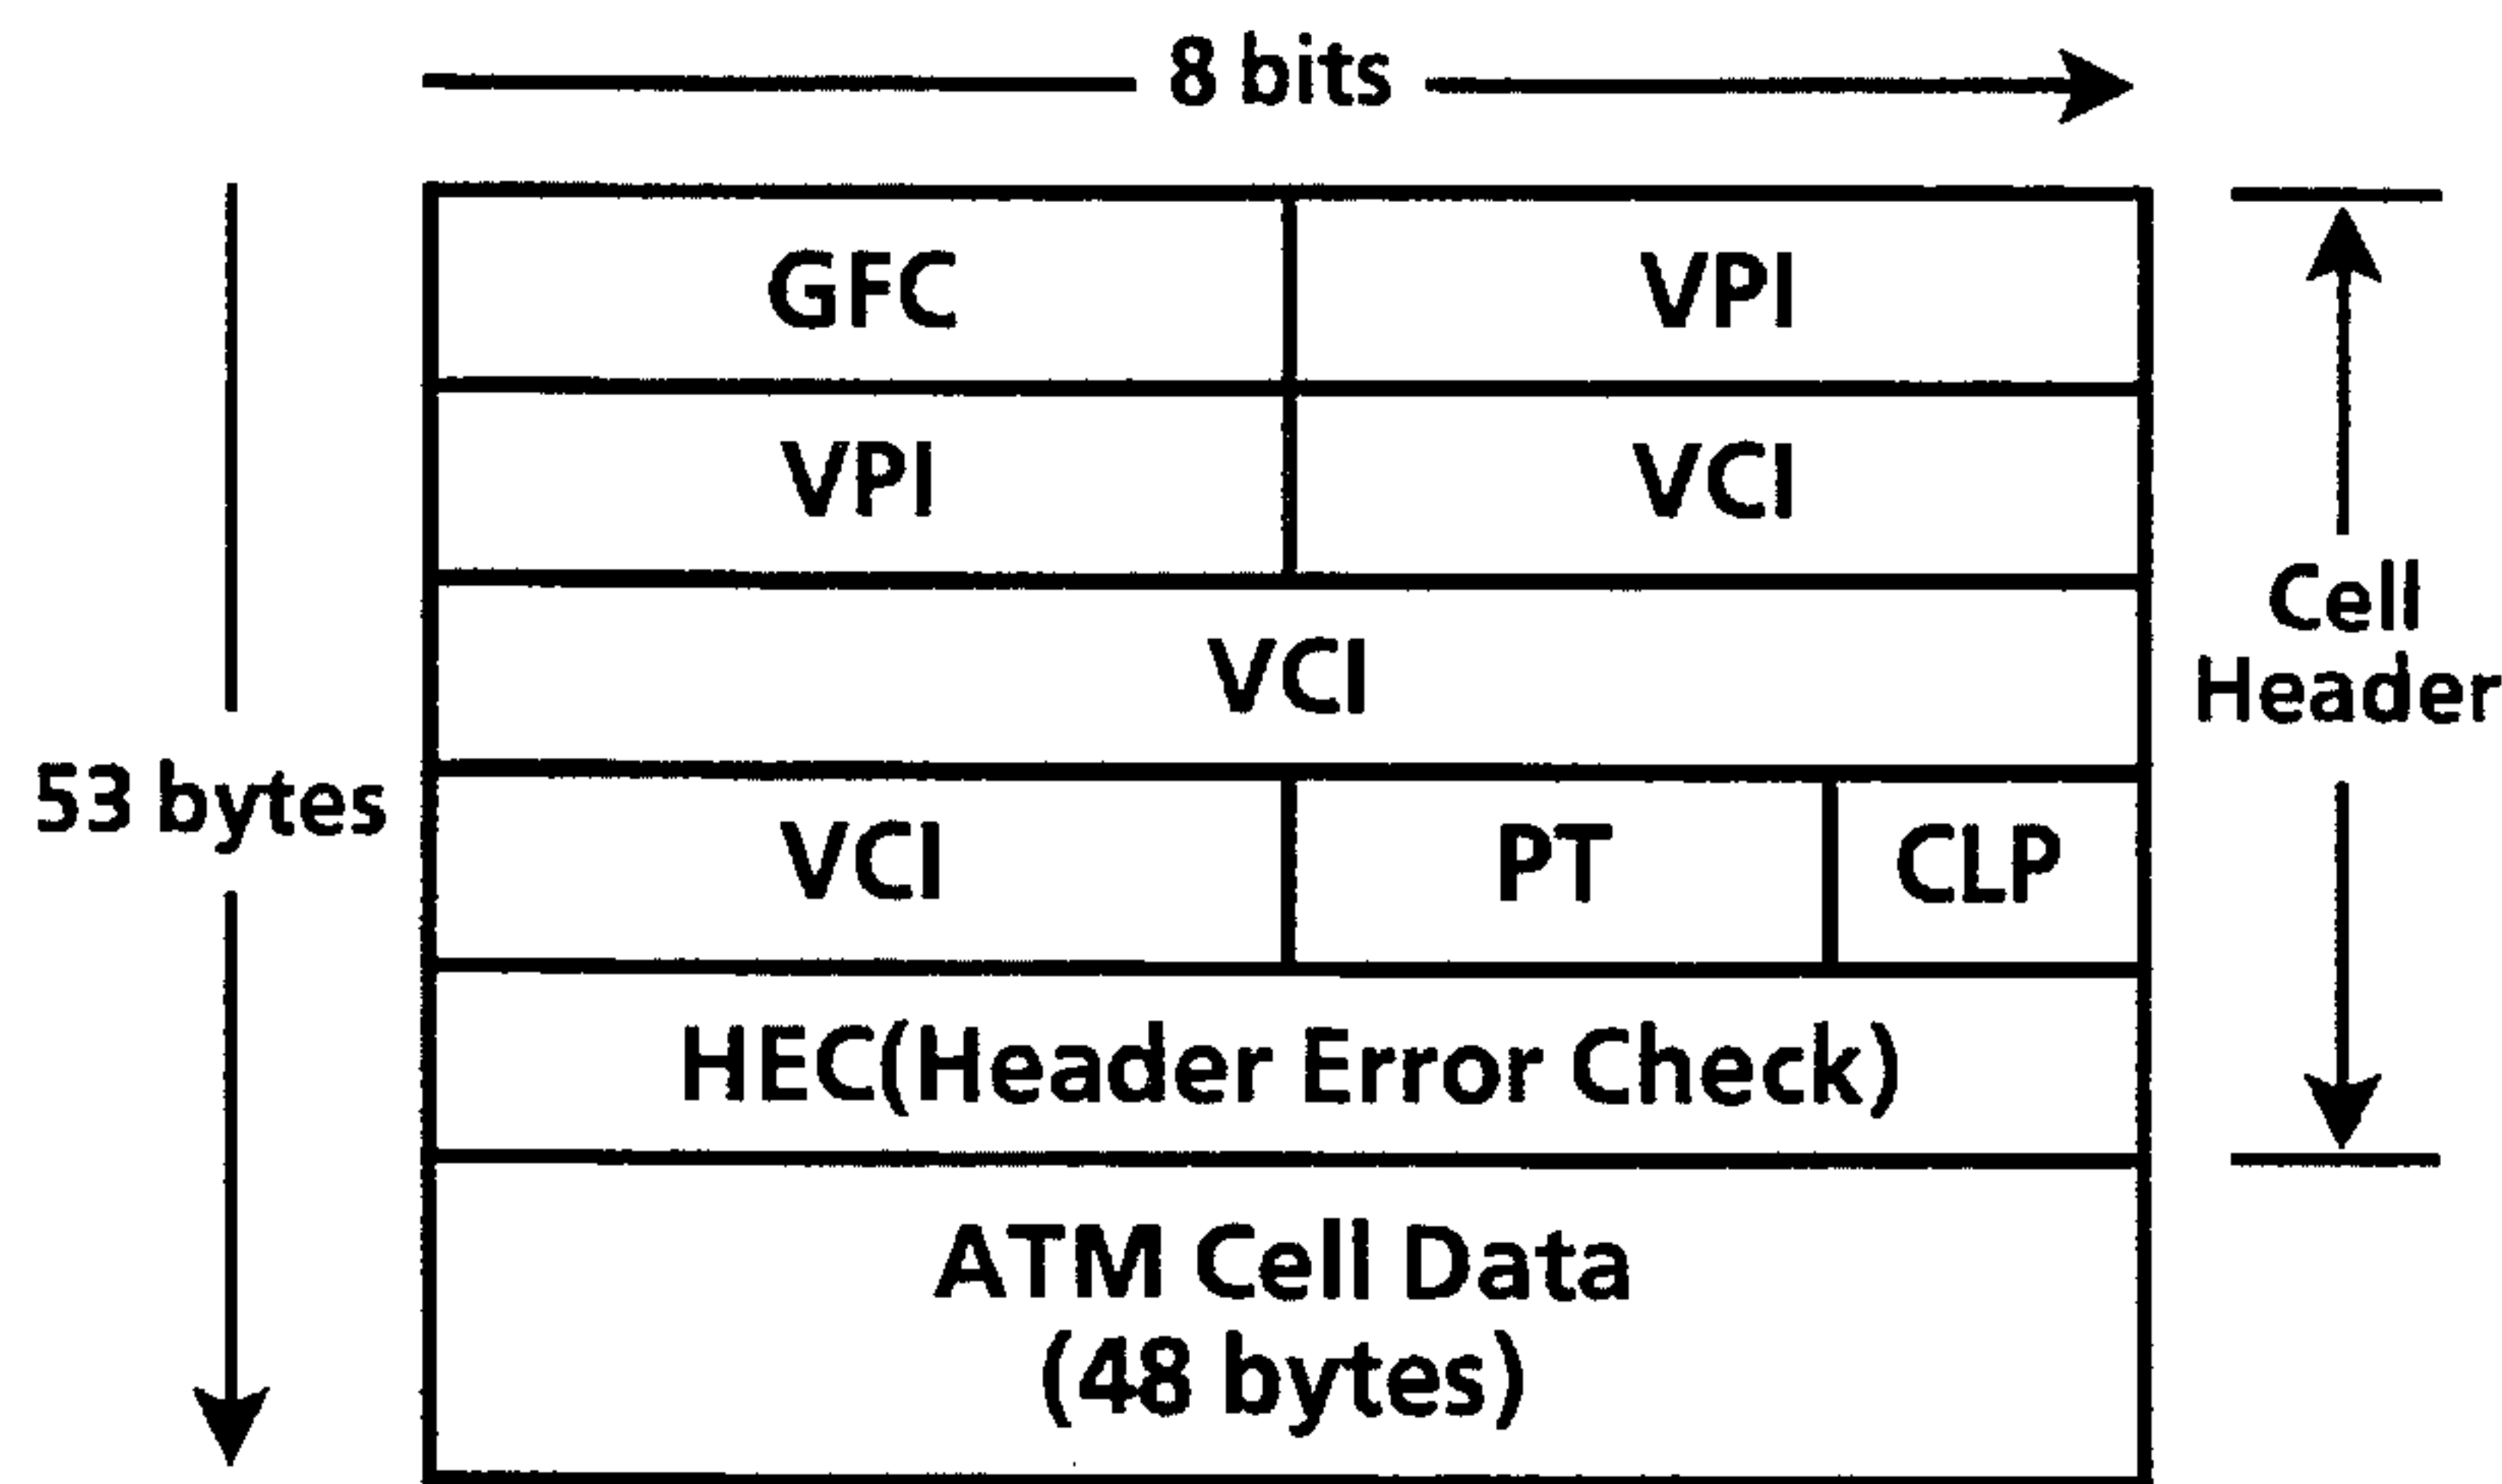 8 bits
GFC VPI
VPI VCI
VCI
Cell
Header
53 bytes
VCI PT CLP
HEC(Header Error Check)
ATM Cell Data
(48 bytes)